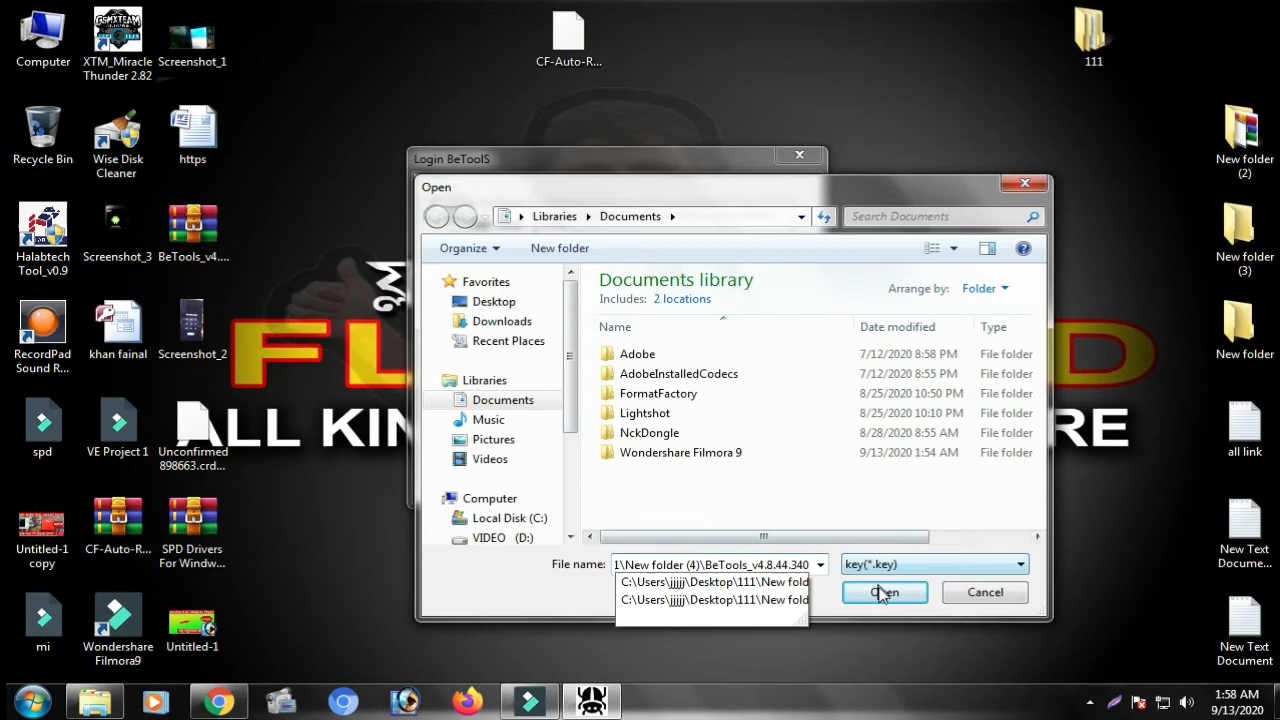 Computer
XTM_Miracle
Thunder 2.82
Screenshot_1
CF-Auto-R...
111
Recycle Bin
Wise Disk
Cleaner
https
New folder
(2)
Halabtech
Tool_v0.9
Screenshot_3
BeTools_v4....
New folder
(3)
RecordPad
Sound R...
khan fainal
Screenshot_2
New folder
spd
VE Project 1
Unconfirmed
898663.crd...
all link
Untitled-1
copy
CF-Auto-R...
SPD Drivers
For Windw...
New Text
Docume...
mi
Wondershare
Filmora9
Untitled-1
New Text
Document
ALL KIN
RE
Login BeToolS
Open
Libraries
Documents
Search Documents
Organize
New folder
Favorites
Desktop
Downloads
Recent Places
Libraries
Documents
Music
Pictures
Videos
Computer
Local Disk (C:)
VIDEO (D:)
Documents library
Includes: 2 locations
Arrange by: Folder
Name Date modified Type
Adobe 7/12/2020 8:58 PM File folder
AdobeInstalledCodecs 7/12/2020 8:55 PM File folder
FormatFactory 8/25/2020 10:50 PM File folder
Lightshot 8/25/2020 10:10 PM File folder
NckDongle 8/28/2020 8:55 AM File folder
Wondershare Filmora 9 9/13/2020 1:54 AM File folder
File name: 1\New folder (4)\BeTools_v4.8.44.340 key(*.key)
C:\Users\jjjjj\Desktop\111\New fold
C:\Users\jjjjj\Desktop\111\New fold
Open Cancel
1:58 AM
9/13/2020